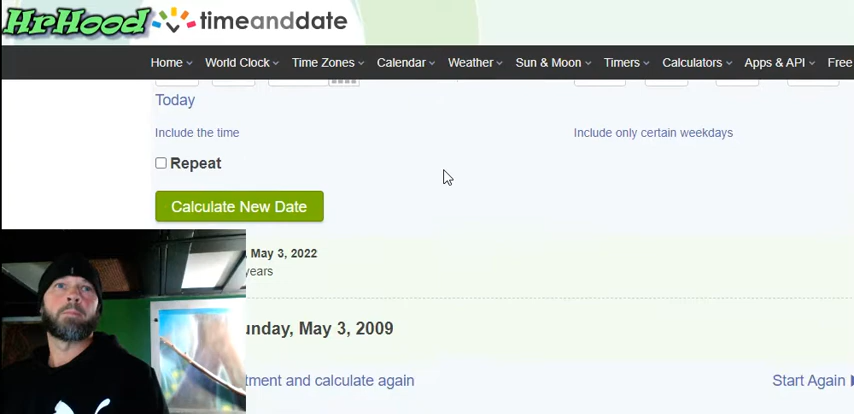 HrHood timeanddate
Home World Clock Time Zones Calendar Weather Sun & Moon Timers Calculators Apps & API Free
Today
Include the time Include only certain weekdays
Repeat
Calculate New Date
, May 3, 2022
years
unday, May 3, 2009
tment and calculate again Start Again